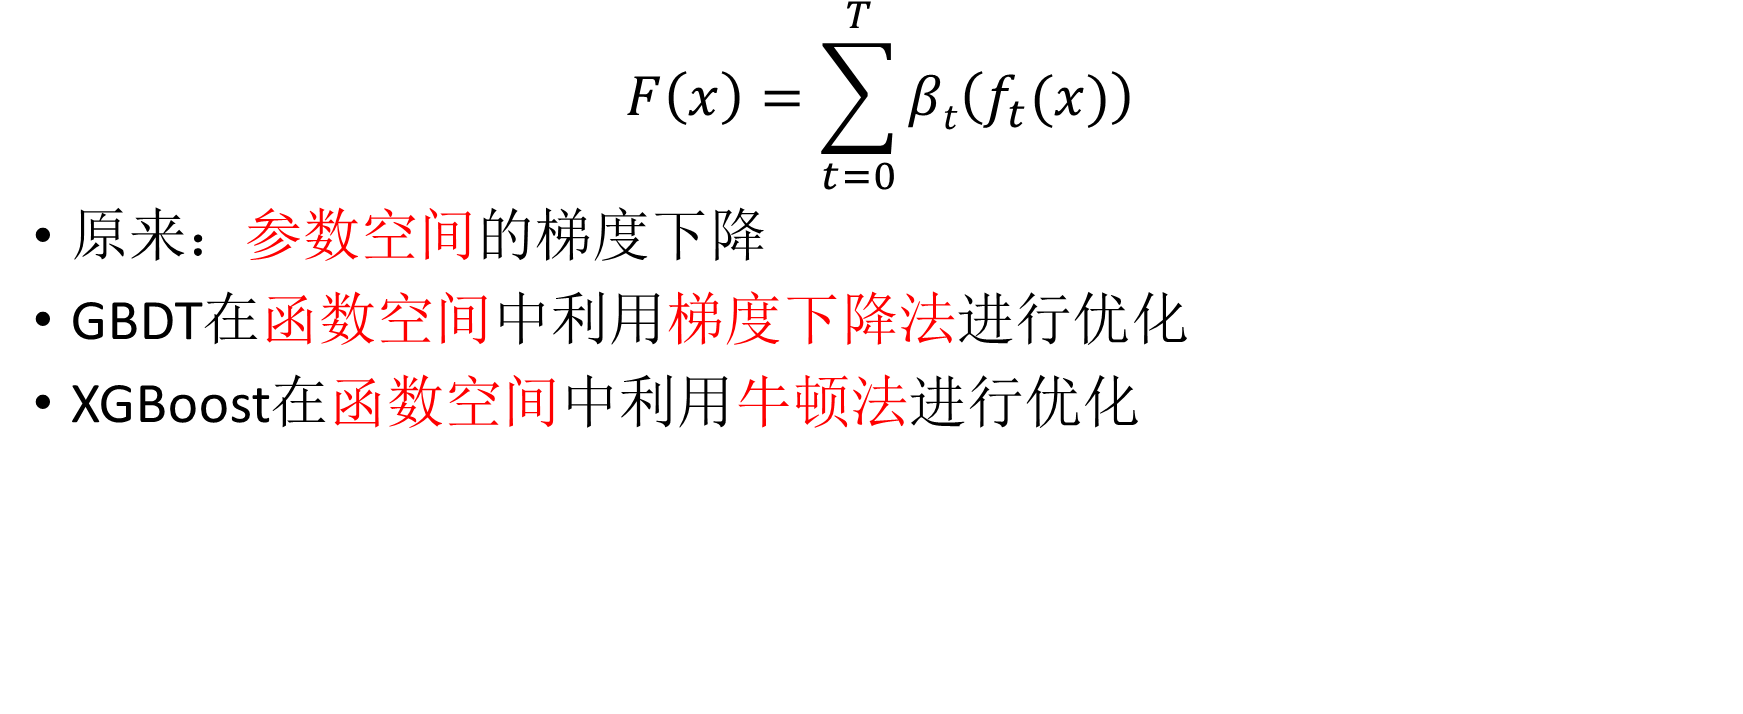 F(x) = \sum_{t=0}^{T} β_t(f_t(x))
• 原来：参数空间的梯度下降
• GBDT在函数空间中利用梯度下降法进行优化
• XGBoost在函数空间中利用牛顿法进行优化